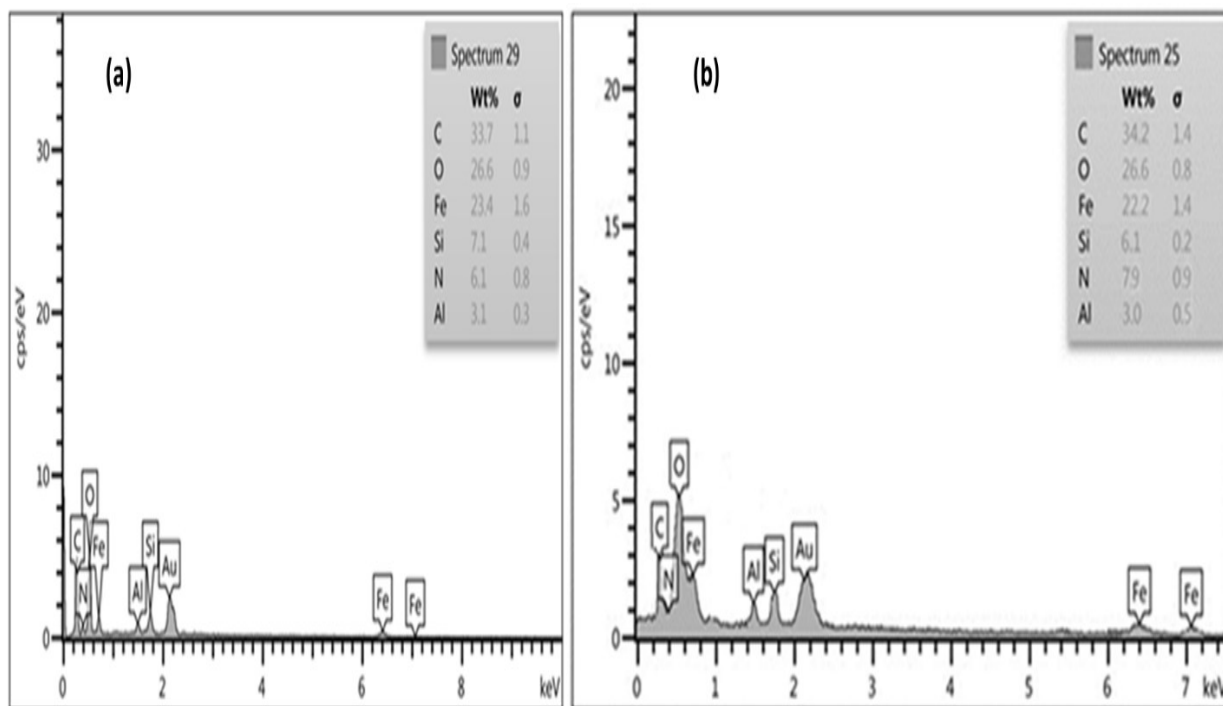 (a)
Spectrum 29
Wt% σ
C 33.7 1.1
O 26.6 0.9
Fe 23.4 1.6
Si 7.1 0.4
N 6.1 0.8
Al 3.1 0.3
cps/eV
30
20
10
0
C
N
O
Fe
Al
Si
Au
Fe
Fe
0 2 4 6 8 keV
(b)
Spectrum 25
Wt% σ
C 34.2 1.4
O 26.6 0.8
Fe 22.2 1.4
Si 6.1 0.2
N 7.9 0.9
Al 3.0 0.5
cps/eV
20
15
10
5
0
C
N
O
Fe
Al
Si
Au
Fe
Fe
0 1 2 3 4 5 6 7 keV